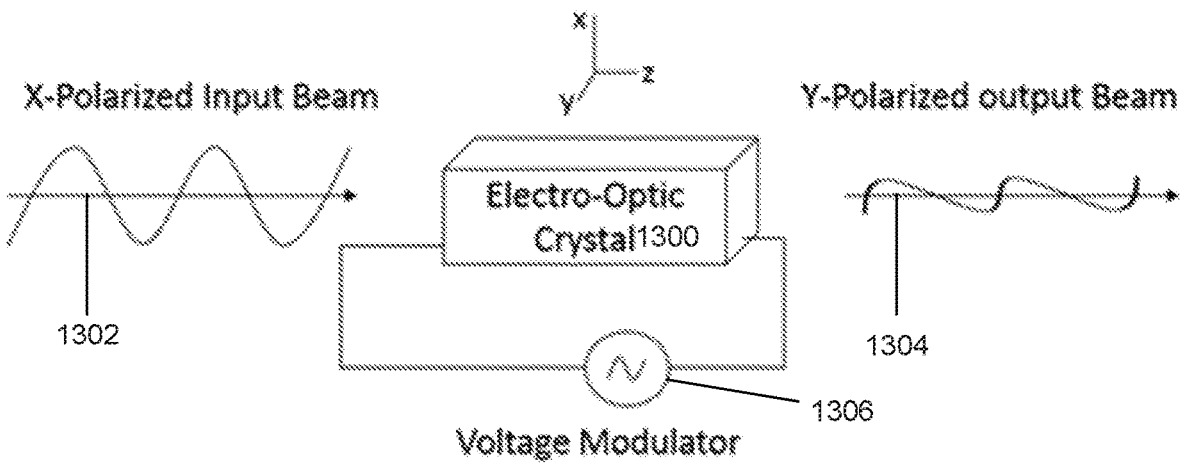 X
Z
Y
X-Polarized Input Beam
Y-Polarized output Beam
Electro-Optic
Crystal1300
1302
1304
1306
Voltage Modulator